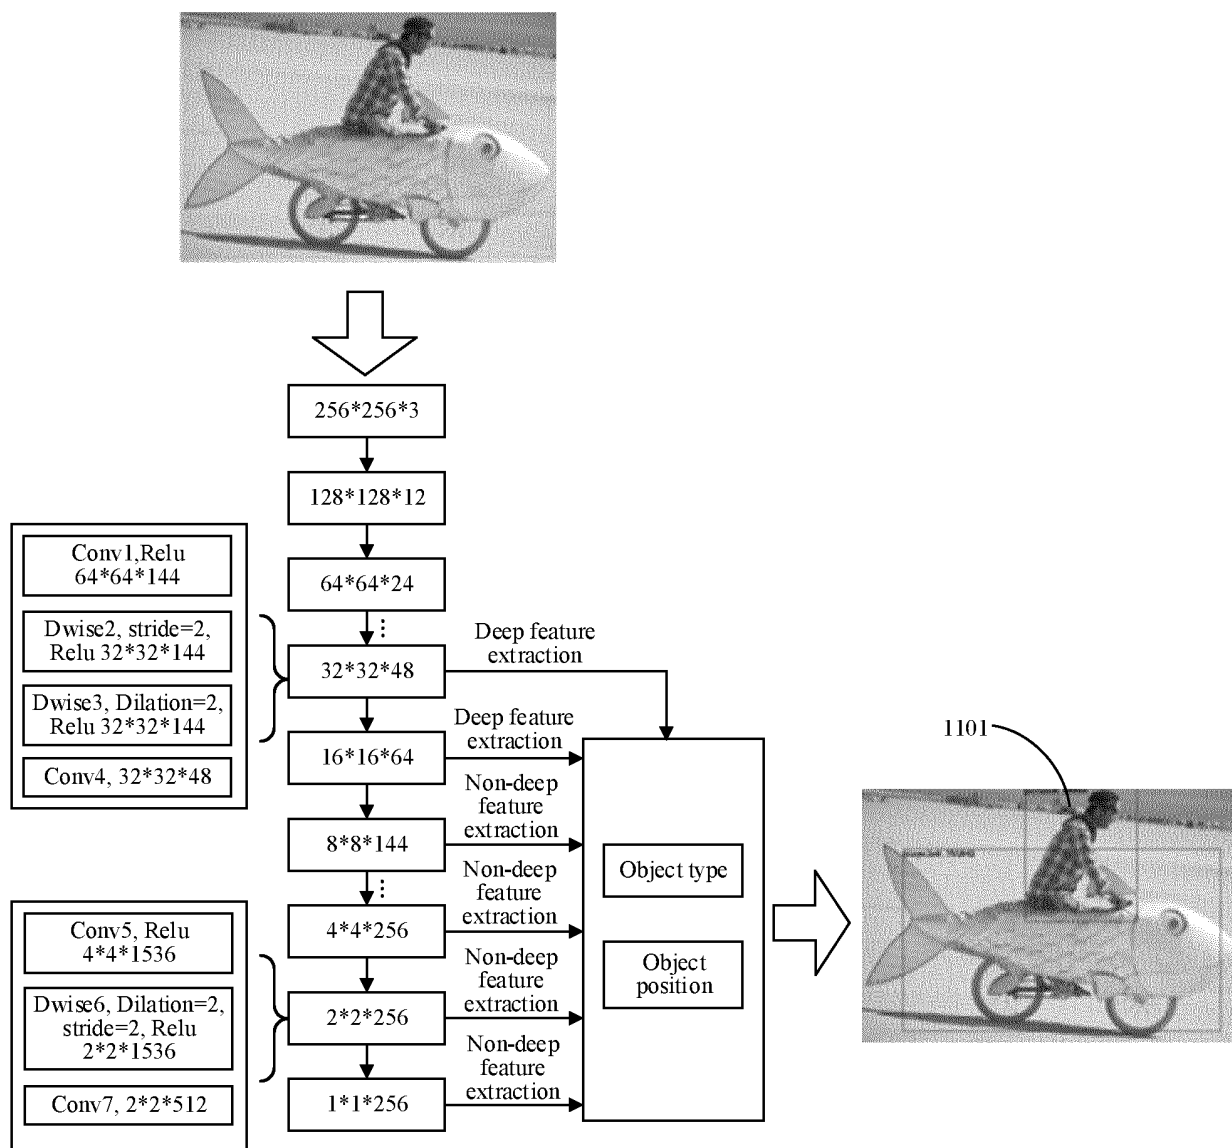 256*256*3
128*128*12
64*64*24
32*32*48
16*16*64
8*8*144
4*4*256
2*2*256
1*1*256
Conv1,Relu
64*64*144
Dwise2, stride=2,
Relu 32*32*144
Dwise3, Dilation=2,
Relu 32*32*144
Conv4, 32*32*48
Conv5, Relu
4*4*1536
Dwise6, Dilation=2,
stride=2, Relu
2*2*1536
Conv7, 2*2*512
Deep feature
extraction
Deep feature
extraction
Non-deep
feature
extraction
Non-deep
feature
extraction
Non-deep
feature
extraction
Non-deep
feature
extraction
Object type
Object
position
1101